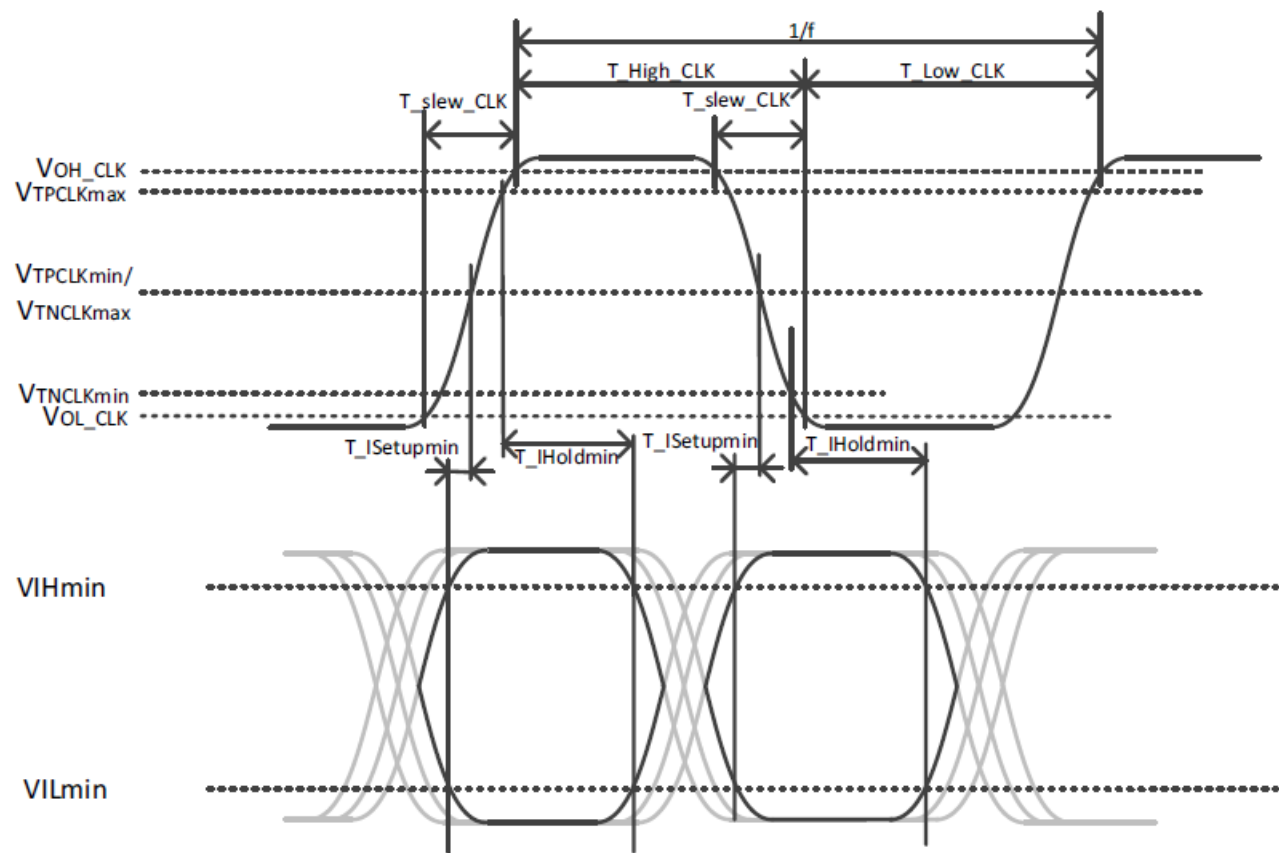 1/f
T_High_CLK
T_Low_CLK
T_slew_CLK
T_slew_CLK
VOH_CLK
VTPCLKmax
VTPCLKmin/
VTNCLKmax
VTNCLKmin
VOL_CLK
T_ISetupmin
T_IHoldmin
T_ISetupmin
T_IHoldmin
VIHmin
VILmin